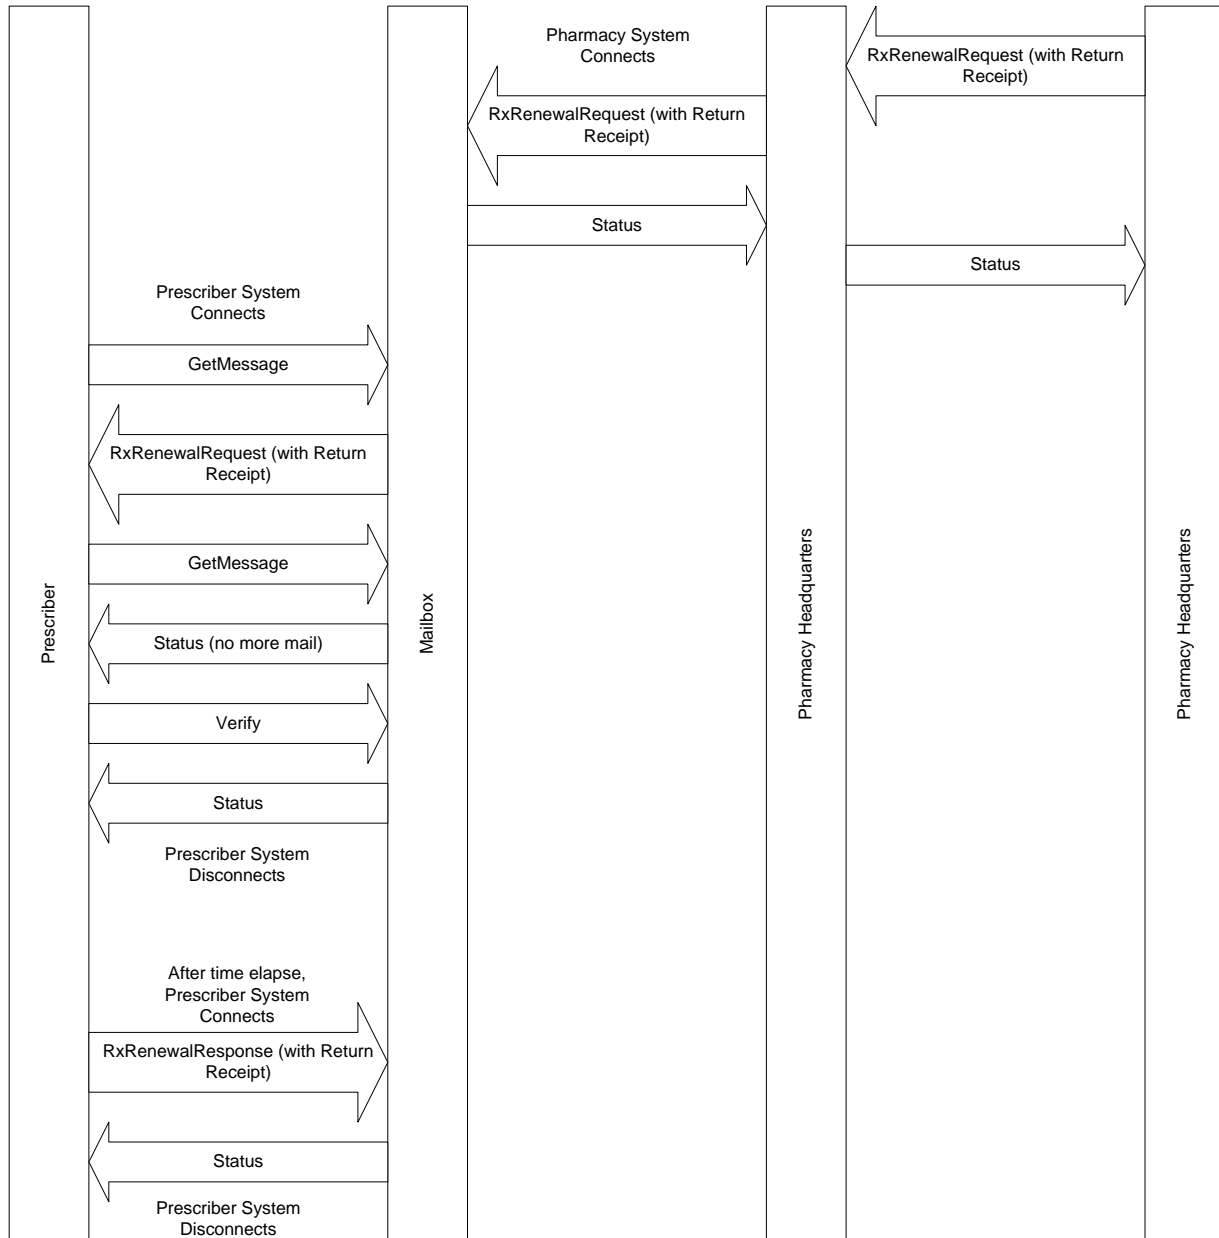 Pharmacy System
Connects
RxRenewalRequest (with Return
Receipt)
RxRenewalRequest (with Return
Receipt)
Status
Status
Prescriber System
Connects
GetMessage
RxRenewalRequest (with Return
Receipt)
GetMessage
Status (no more mail)
Verify
Status
Prescriber System
Disconnects
After time elapse,
Prescriber System
Connects
RxRenewalResponse (with Return
Receipt)
Status
Prescriber System
Disconnects
Prescriber
Mailbox
Pharmacy Headquarters
Pharmacy Headquarters